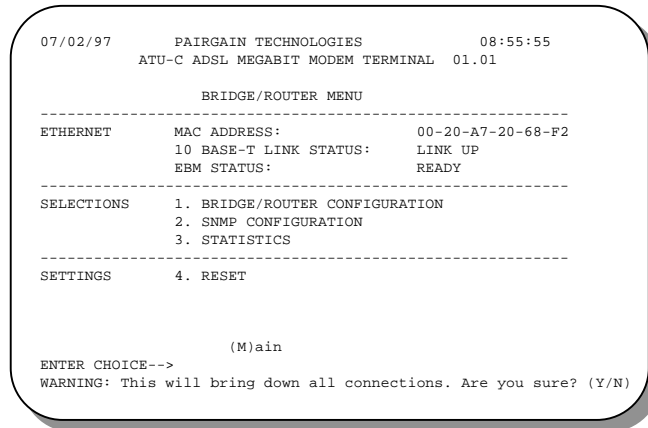 07/02/97 PAIRGAIN TECHNOLOGIES 08:55:55
ATU-C ADSL MEGABIT MODEM TERMINAL 01.01
BRIDGE/ROUTER MENU
-----------------------------------------------------------
ETHERNET MAC ADDRESS: 00-20-A7-20-68-F2
10 BASE-T LINK STATUS: LINK UP
EBM STATUS: READY
-----------------------------------------------------------
SELECTIONS 1. BRIDGE/ROUTER CONFIGURATION
2. SNMP CONFIGURATION
3. STATISTICS
-----------------------------------------------------------
SETTINGS 4. RESET
(M)ain
ENTER CHOICE-->
WARNING: This will bring down all connections. Are you sure? (Y/N)